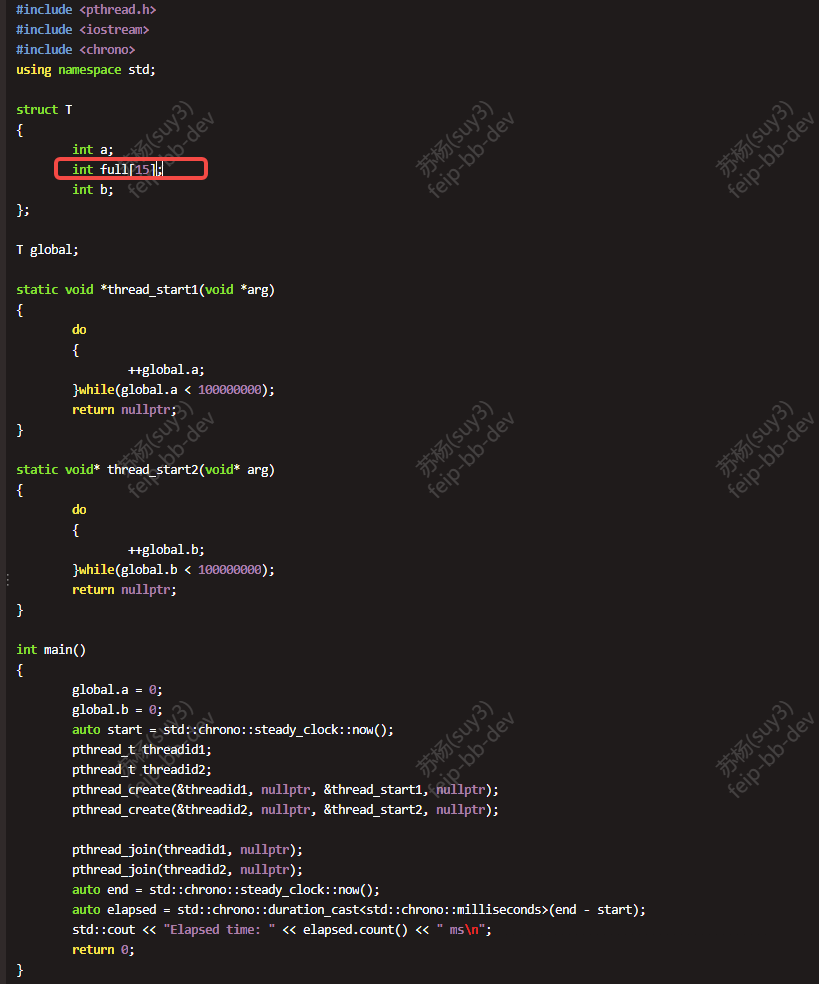 #include <pthread.h>
#include <iostream>
#include <chrono>
using namespace std;
struct T
{
int a;
int full[15];
int b;
};
T global;
static void *thread_start1(void *arg)
{
do
{
++global.a;
}while(global.a < 100000000);
return nullptr;
}
static void* thread_start2(void* arg)
{
do
{
++global.b;
}while(global.b < 100000000);
return nullptr;
}
int main()
{
global.a = 0;
global.b = 0;
auto start = std::chrono::steady_clock::now();
pthread_t threadid1;
pthread_t threadid2;
pthread_create(&threadid1, nullptr, &thread_start1, nullptr);
pthread_create(&threadid2, nullptr, &thread_start2, nullptr);
pthread_join(threadid1, nullptr);
pthread_join(threadid2, nullptr);
auto end = std::chrono::steady_clock::now();
auto elapsed = std::chrono::duration_cast<std::chrono::milliseconds>(end - start);
std::cout << "Elapsed time: " << elapsed.count() << " ms\n";
return 0;
}
苏杨(suy3)
feip-bb-dev
苏杨(suy3)
feip-bb-dev
苏杨(suy3)
feip-bb-dev
苏杨(suy3)
feip-bb-dev
苏杨(suy3)
feip-bb-dev
苏杨(suy3)
feip-bb-dev
苏杨(suy3)
feip-bb-dev
苏杨(suy3)
feip-bb-dev
苏杨(suy3)
feip-bb-dev